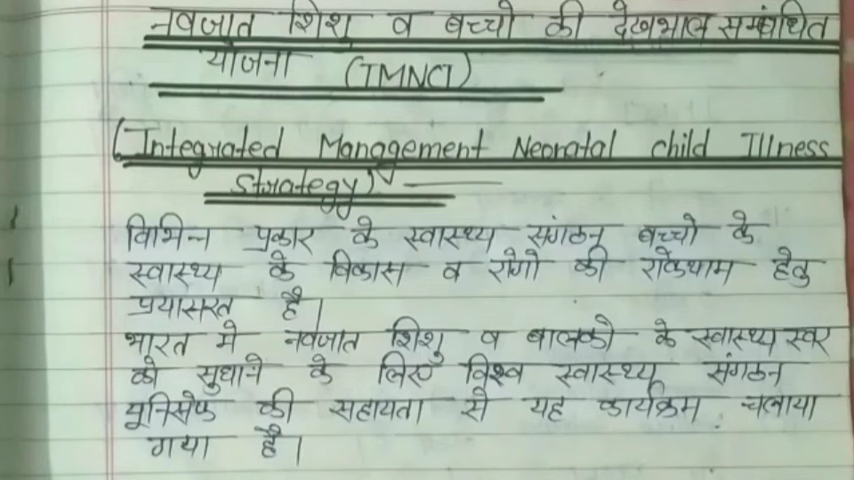 नवजात शिशु व बच्चो की देखभाल सम्बंधित
योजना (IMNCI)
(Integrated Management Neonatal child Illness
Strategy)
विभिन्न प्रकार के स्वास्थ्य संगठन बच्चो के
स्वास्थ्य के विकास व रोगो की रोकथाम हेतु
प्रयासरत है।
भारत मे नवजात शिशु व बालको के स्वास्थ्य स्तर
को सुधाने के लिए विश्व स्वास्थ्य संगठन
यूनिसेफ की सहायता से यह कार्यक्रम चलाया
गया है।